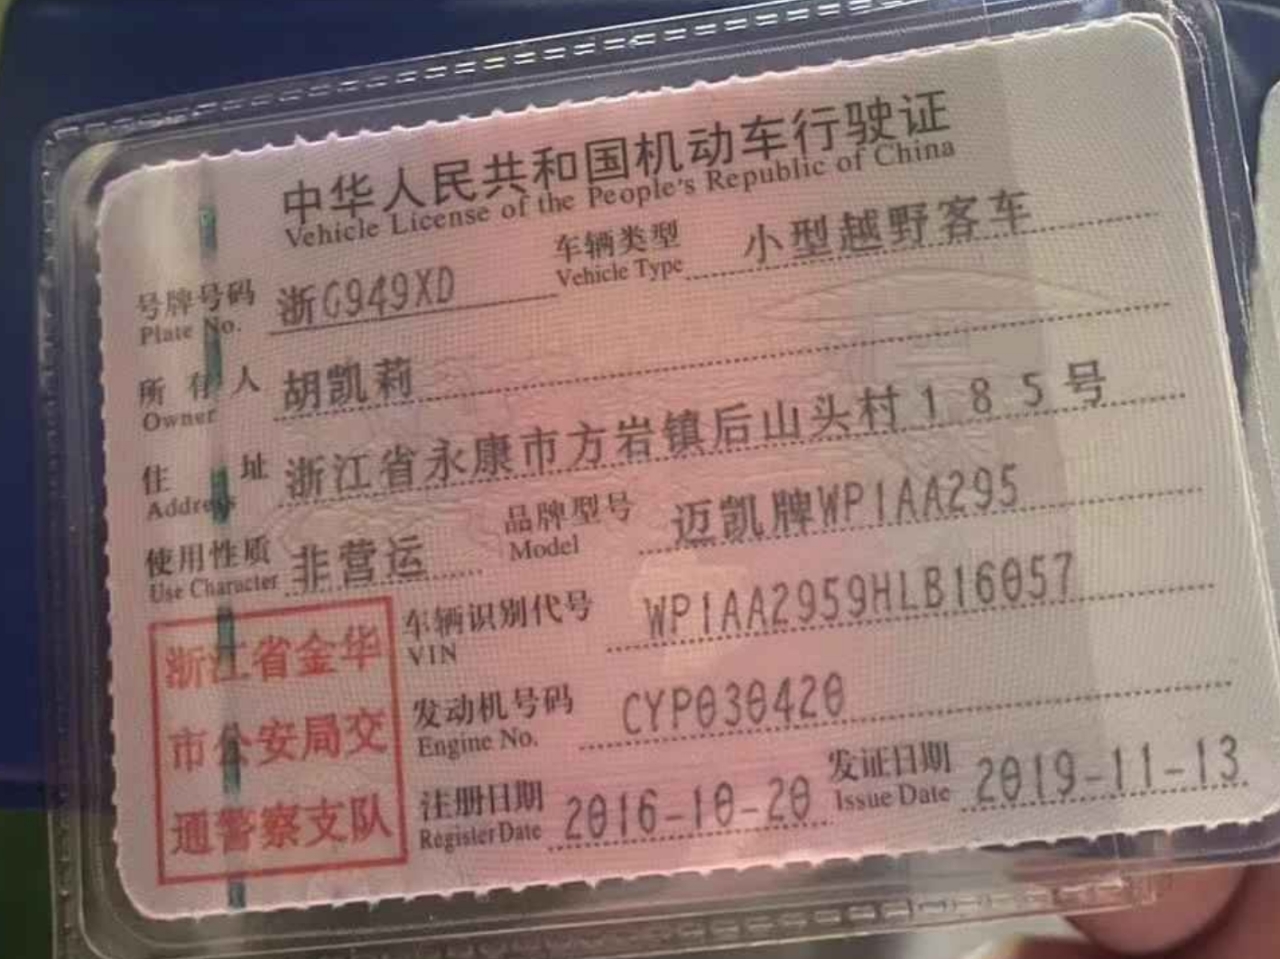 中华人民共和国机动车行驶证
Vehicle License of the People's Republic of China
号牌号码 浙G949XD 车辆类型 小型越野客车
Plate No. Vehicle Type
所有人 胡凯莉
Owner
住址 浙江省永康市方岩镇后山头村185号
Address
使用性质 非营运 品牌型号 迈凯牌WP1AA295
Use Character Model
车辆识别代号 WP1AA2959HLB16057
VIN
发动机号码 CYP030420
Engine No.
注册日期 2016-10-20 发证日期 2019-11-13
Register Date Issue Date
浙江省金华
市公安局交
通警察支队